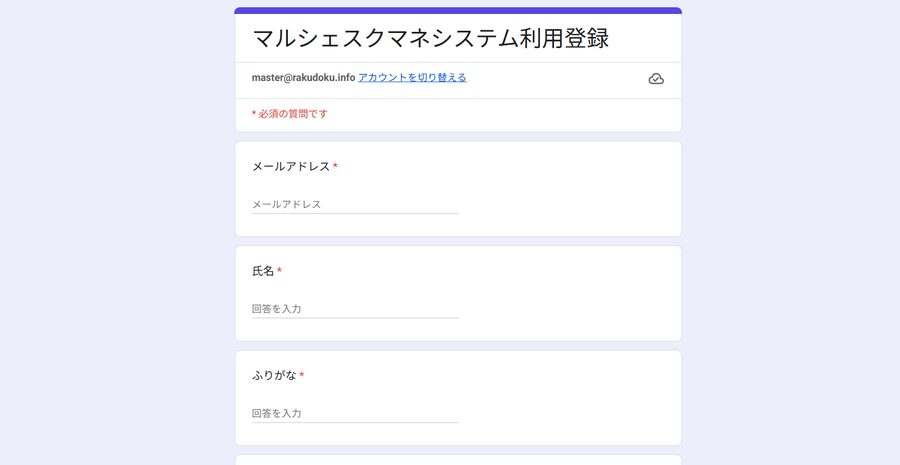 マルシェスクマネシステム利用登録
master@rakudoku.info アカウントを切り替える
* 必須の質問です
メールアドレス *
メールアドレス
氏名 *
回答を入力
ふりがな *
回答を入力